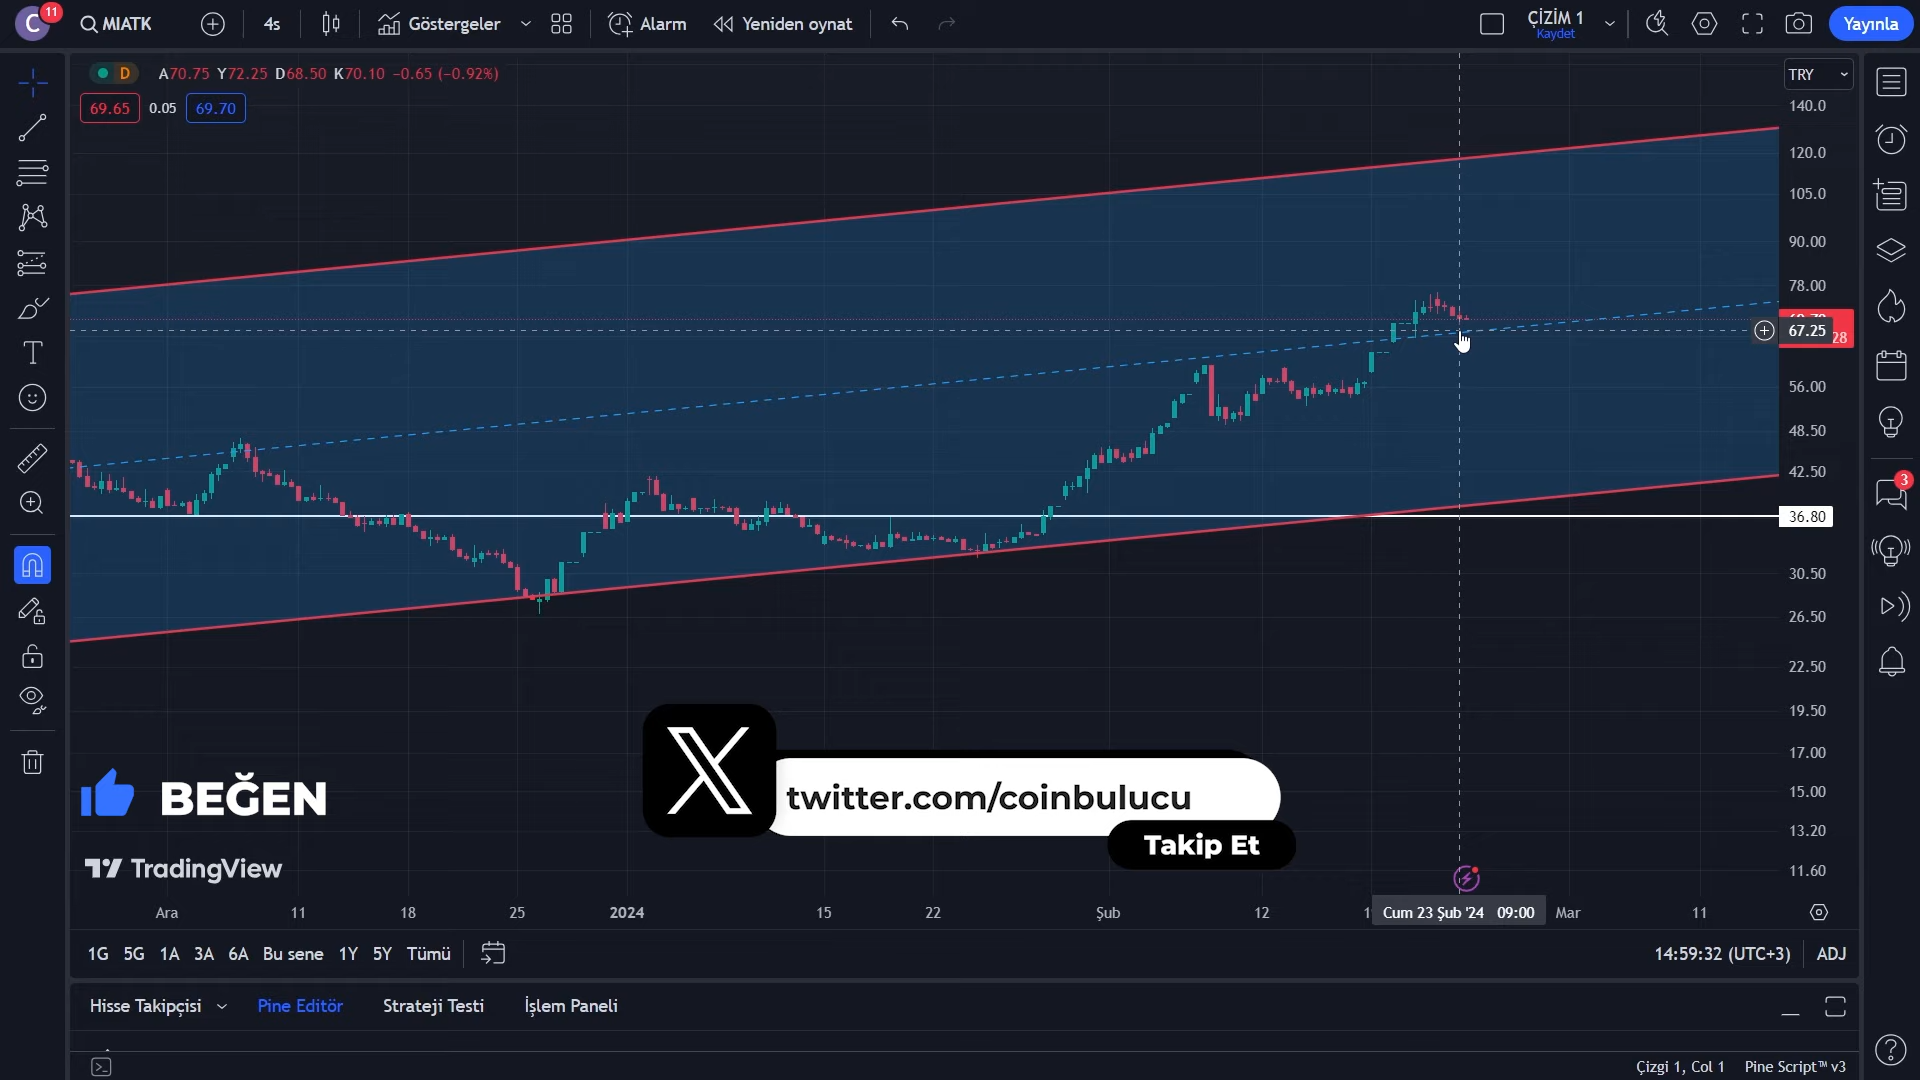 C 11 MIATK 4s Göstergeler Alarm Yeniden oynat ÇİZİM 1 Yayınla
Kaydet
D A70.75 Y72.25 D68.50 K70.10 -0.65 (-0.92%)
69.65 0.05 69.70
TRY
140.0
120.0
105.0
90.00
78.00
67.25
28
56.00
48.50
42.50
3
36.80
30.50
26.50
22.50
19.50
17.00
15.00
13.20
11.60
BEĞEN
twitter.com/coinbulucu
Takip Et
TradingView
Ara 11 18 25 2024 15 22 Şub 12 Cum 23 Şub '24 09:00 Mar 11
1G 5G 1A 3A 6A Bu sene 1Y 5Y Tümü 14:59:32 (UTC+3) ADJ
Hisse Takipçisi Pine Editör Strateji Testi İşlem Paneli
Çizgi 1, Col 1 Pine Script™ v3